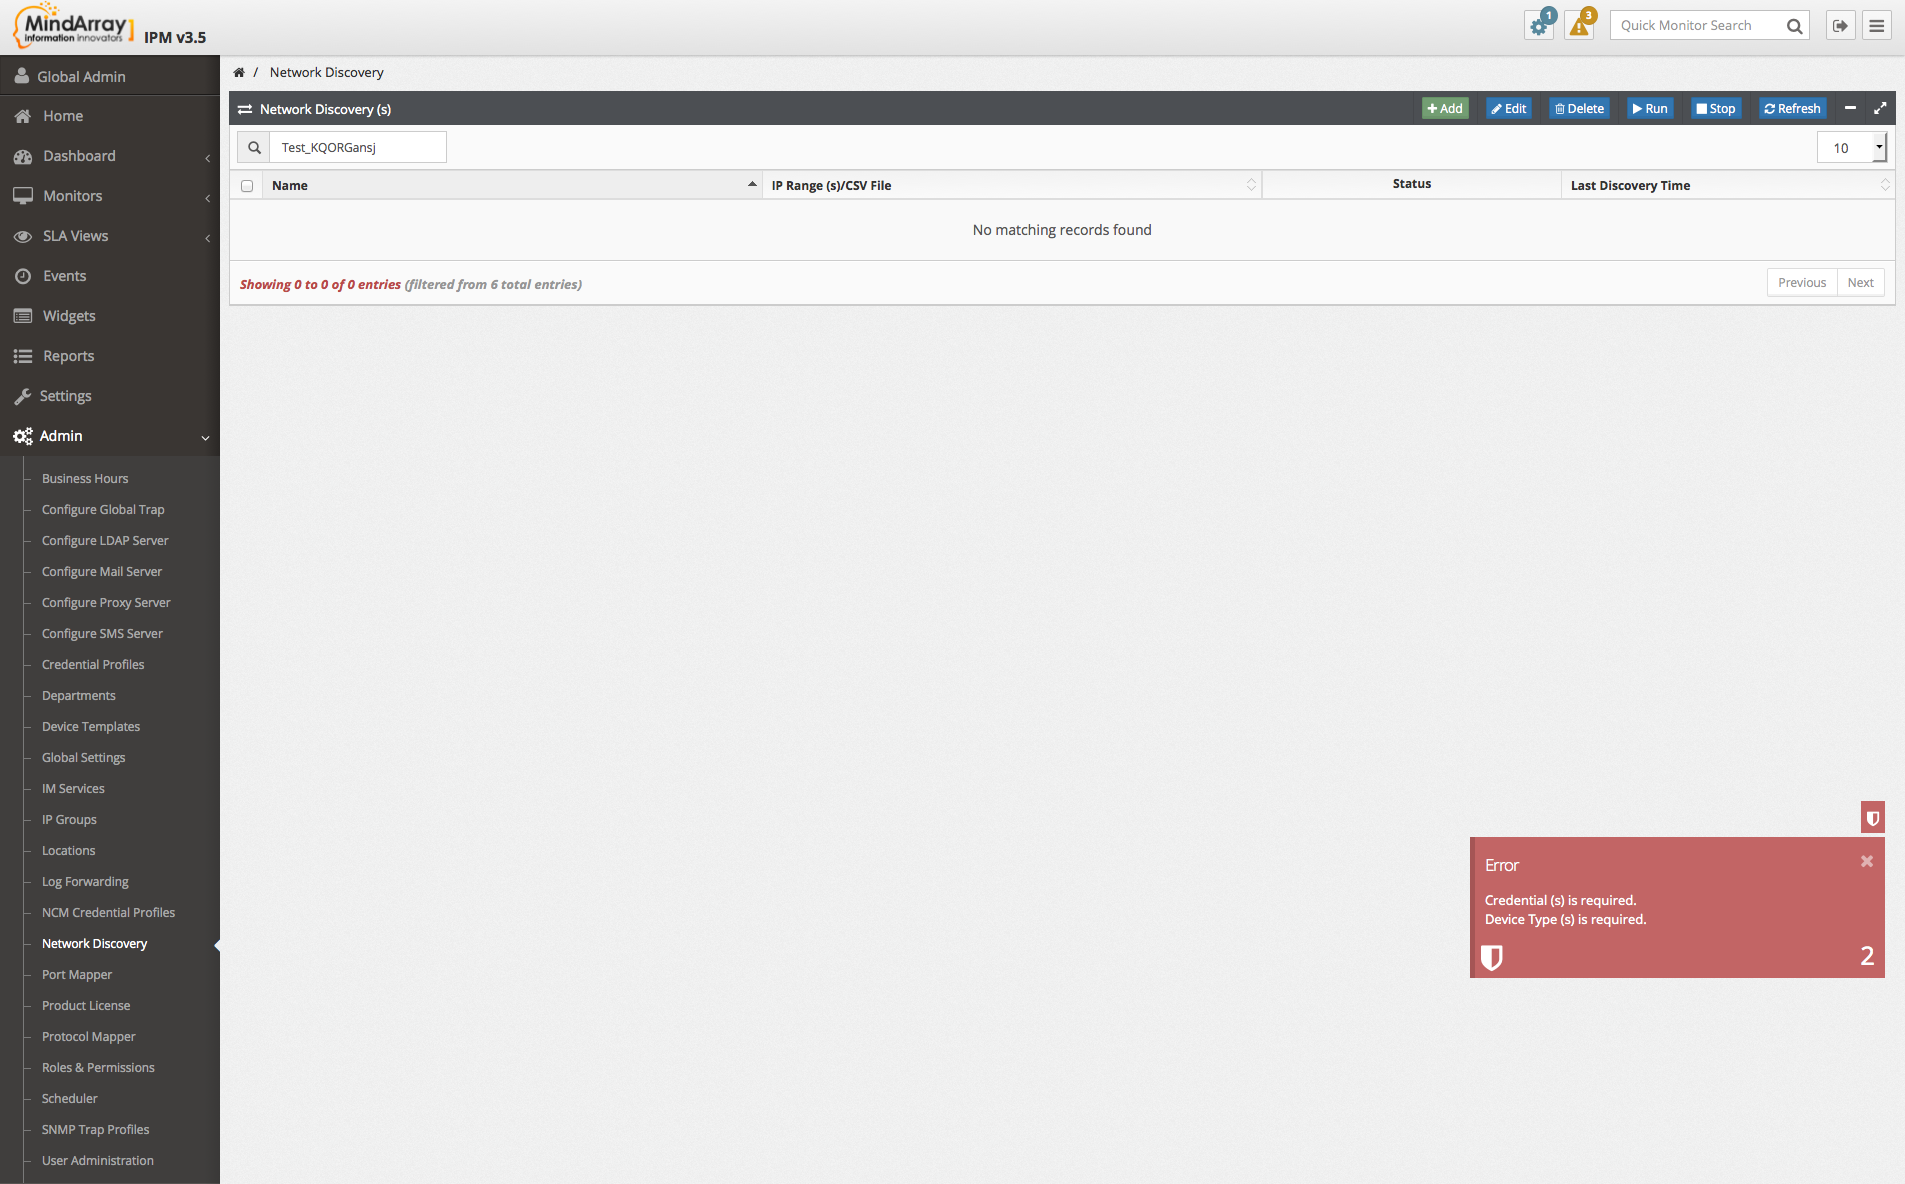 MindArray
Information Innovators
IPM v3.5
1
3
Quick Monitor Search
Global Admin
Home
Dashboard
Monitors
SLA Views
Events
Widgets
Reports
Settings
Admin
Business Hours
Configure Global Trap
Configure LDAP Server
Configure Mail Server
Configure Proxy Server
Configure SMS Server
Credential Profiles
Departments
Device Templates
Global Settings
IM Services
IP Groups
Locations
Log Forwarding
NCM Credential Profiles
Network Discovery
Port Mapper
Product License
Protocol Mapper
Roles & Permissions
Scheduler
SNMP Trap Profiles
User Administration
/ Network Discovery
Network Discovery (s)
Add Edit Delete Run Stop Refresh
Test_KQORGansj
10
Name IP Range (s)/CSV File Status Last Discovery Time
No matching records found
Showing 0 to 0 of 0 entries (filtered from 6 total entries)
Previous Next
Error
Credential (s) is required.
Device Type (s) is required.
2